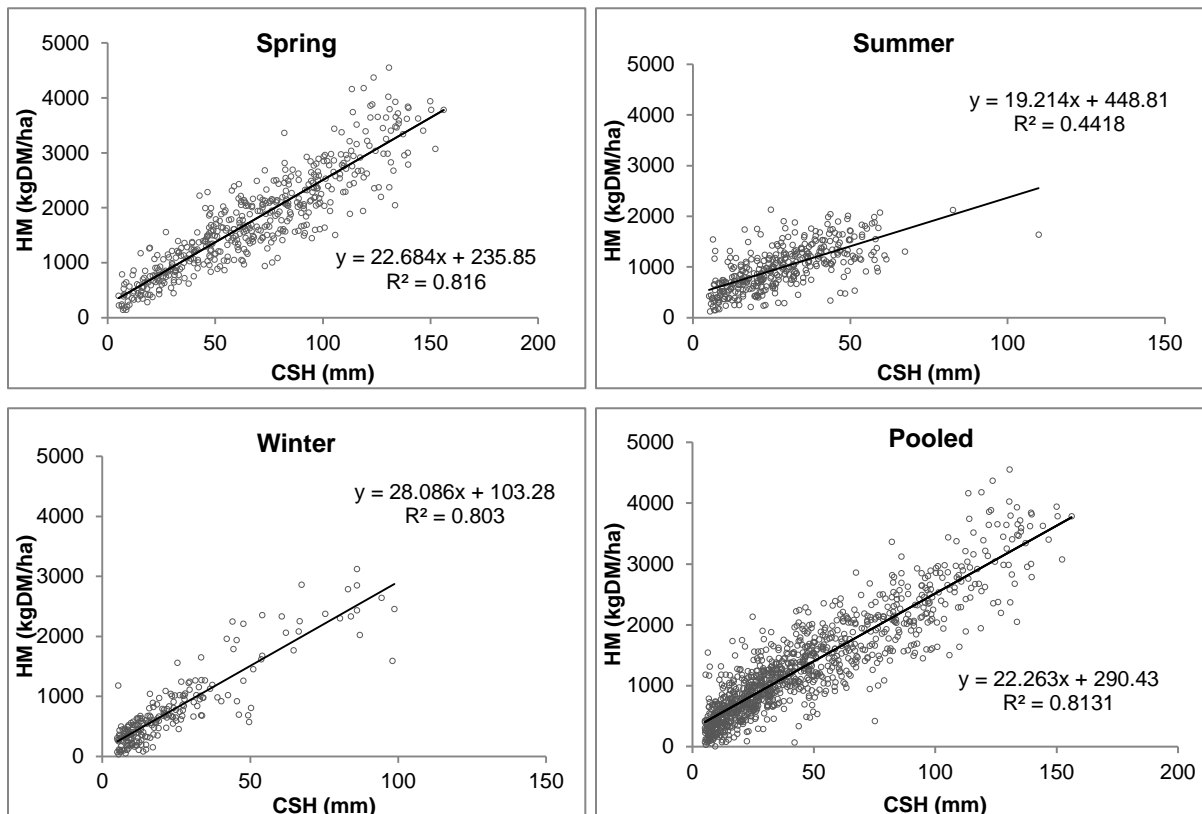 Spring
5000
4000
3000
2000
1000
0
HM (kgDM/ha)
y = 22.684x + 235.85
R² = 0.816
0 50 100 150 200
CSH (mm)
Summer
5000
4000
3000
2000
1000
0
HM (kgDM/ha)
y = 19.214x + 448.81
R² = 0.4418
0 50 100 150
CSH (mm)
Winter
5000
4000
3000
2000
1000
0
HM (kgDM/ha)
y = 28.086x + 103.28
R² = 0.803
0 50 100 150
CSH (mm)
Pooled
5000
4000
3000
2000
1000
0
HM (kgDM/ha)
y = 22.263x + 290.43
R² = 0.8131
0 50 100 150 200
CSH (mm)